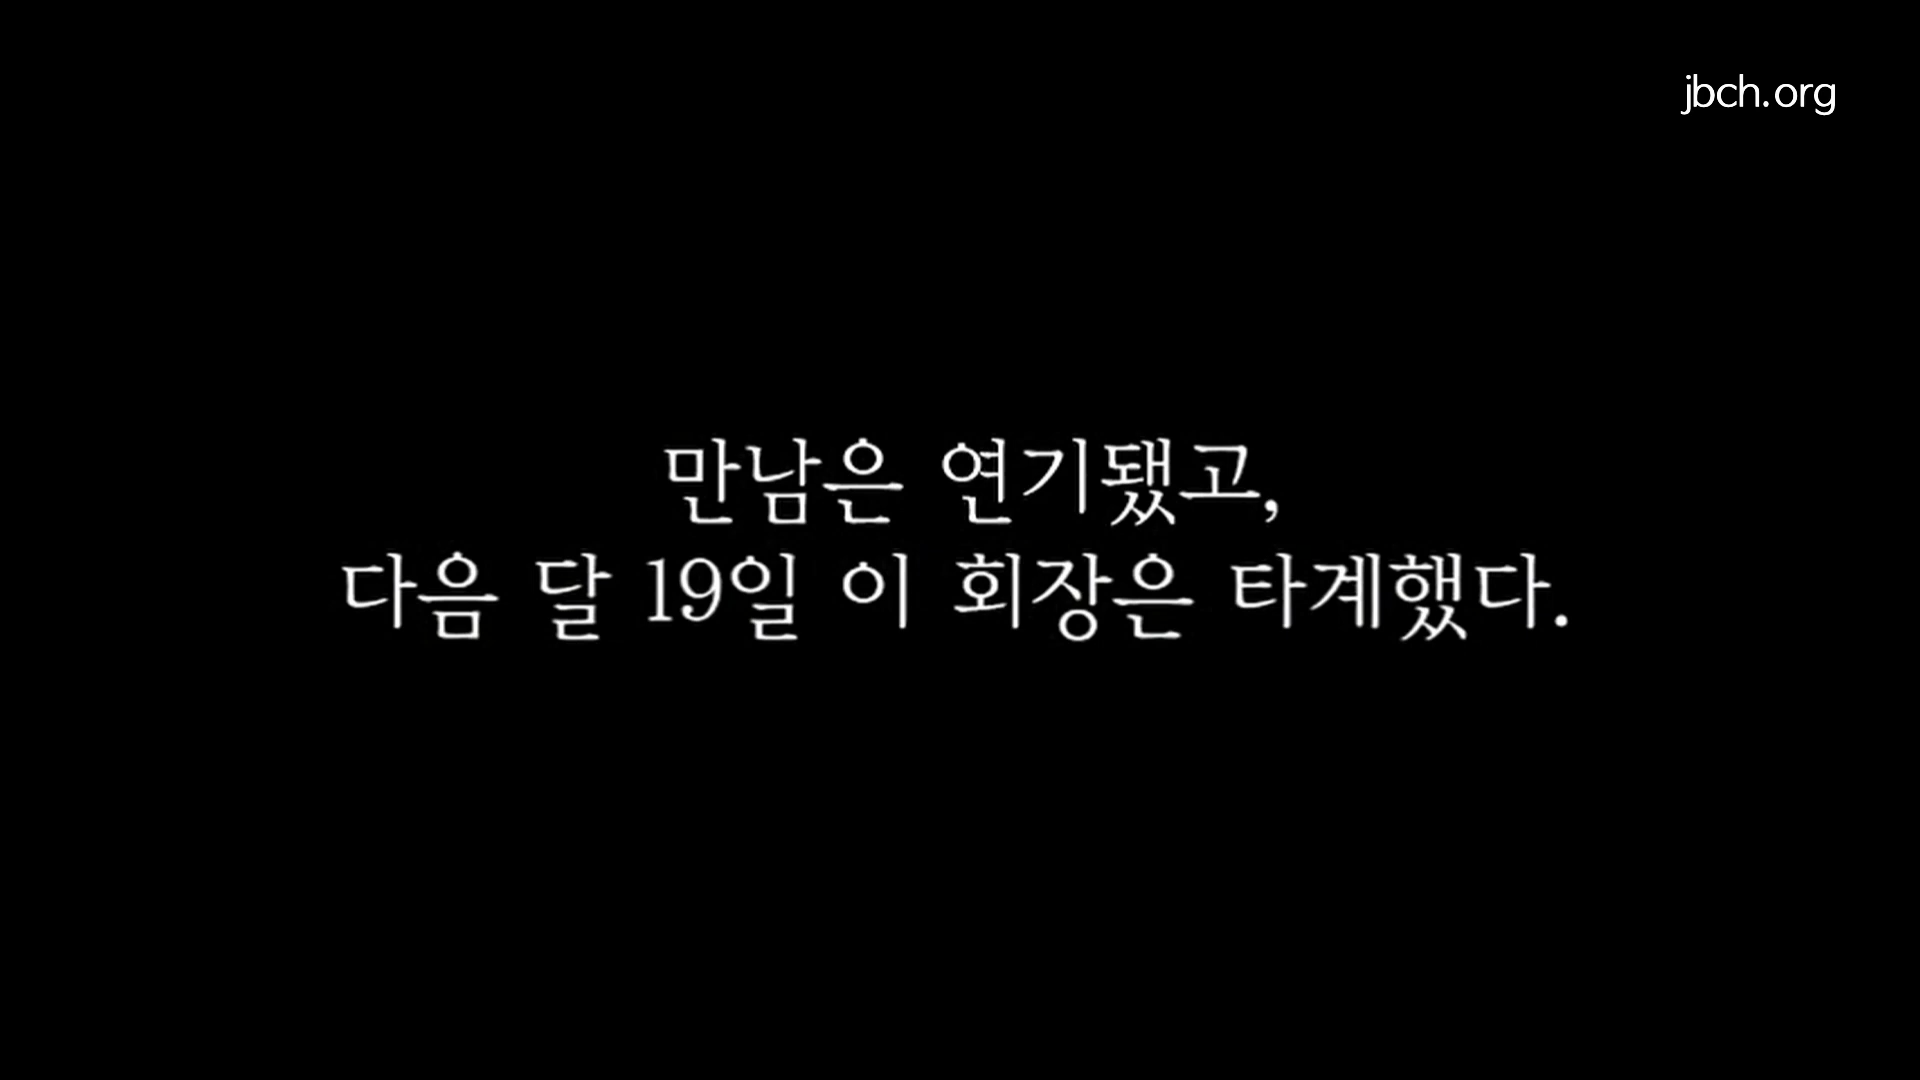 jbch.org
만남은 연기됐고,
다음 달 19일 이 회장은 타계했다.